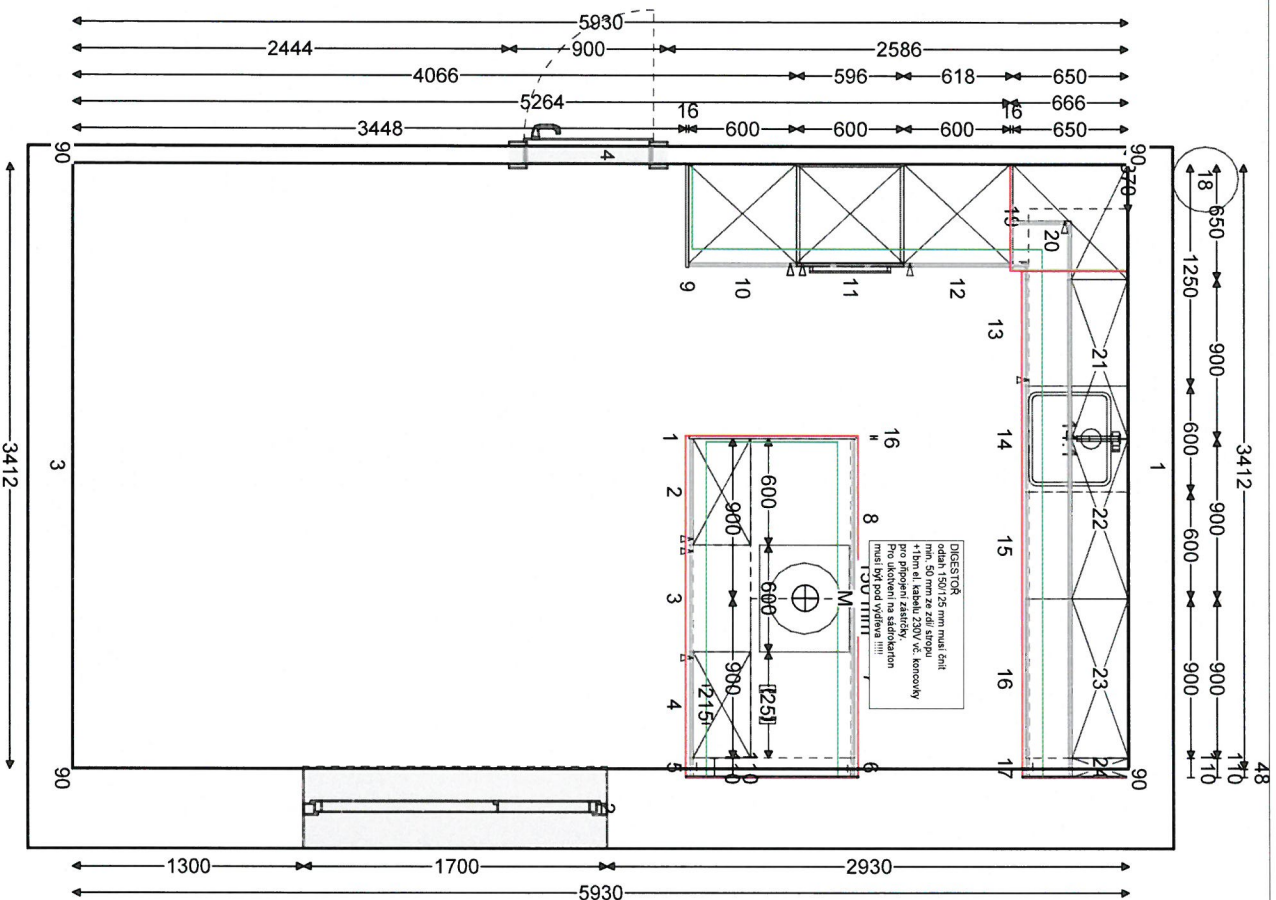 5930
2444 900 2586
4066 596 618 650
5264 666
16 16
3448 600 600 600 650
90 4 90
370
18
650
1250
19
20
9 10 11 12
13
21
900
14
600
1
3412
3412
3
1 16
2
600
900
8
22
15
900
600
DIGESTOŘ
odtah 150/125 mm musí činit
min. 50 mm ze zdi/ stropu
+1bm el. kabelu 230V vč. koncovky
pro připojení zástrčky.
Pro ukotvení na sádrokarton
musí být pod výdřeva !!!!!
150 mm
M
3
600
4
215
900
[25]
16
23
900
900
5 6 17 24
110
110
48
90 90
2
1300 1700 2930
5930